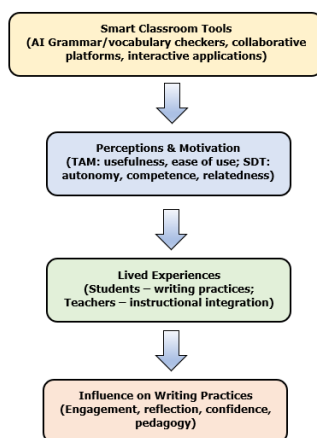 Smart Classroom Tools
(AI Grammar/vocabulary checkers, collaborative
platforms, interactive applications)
Perceptions & Motivation
(TAM: usefulness, ease of use; SDT:
autonomy, competence, relatedness)
Lived Experiences
(Students – writing practices;
Teachers – instructional integration)
Influence on Writing Practices
(Engagement, reflection, confidence,
pedagogy)